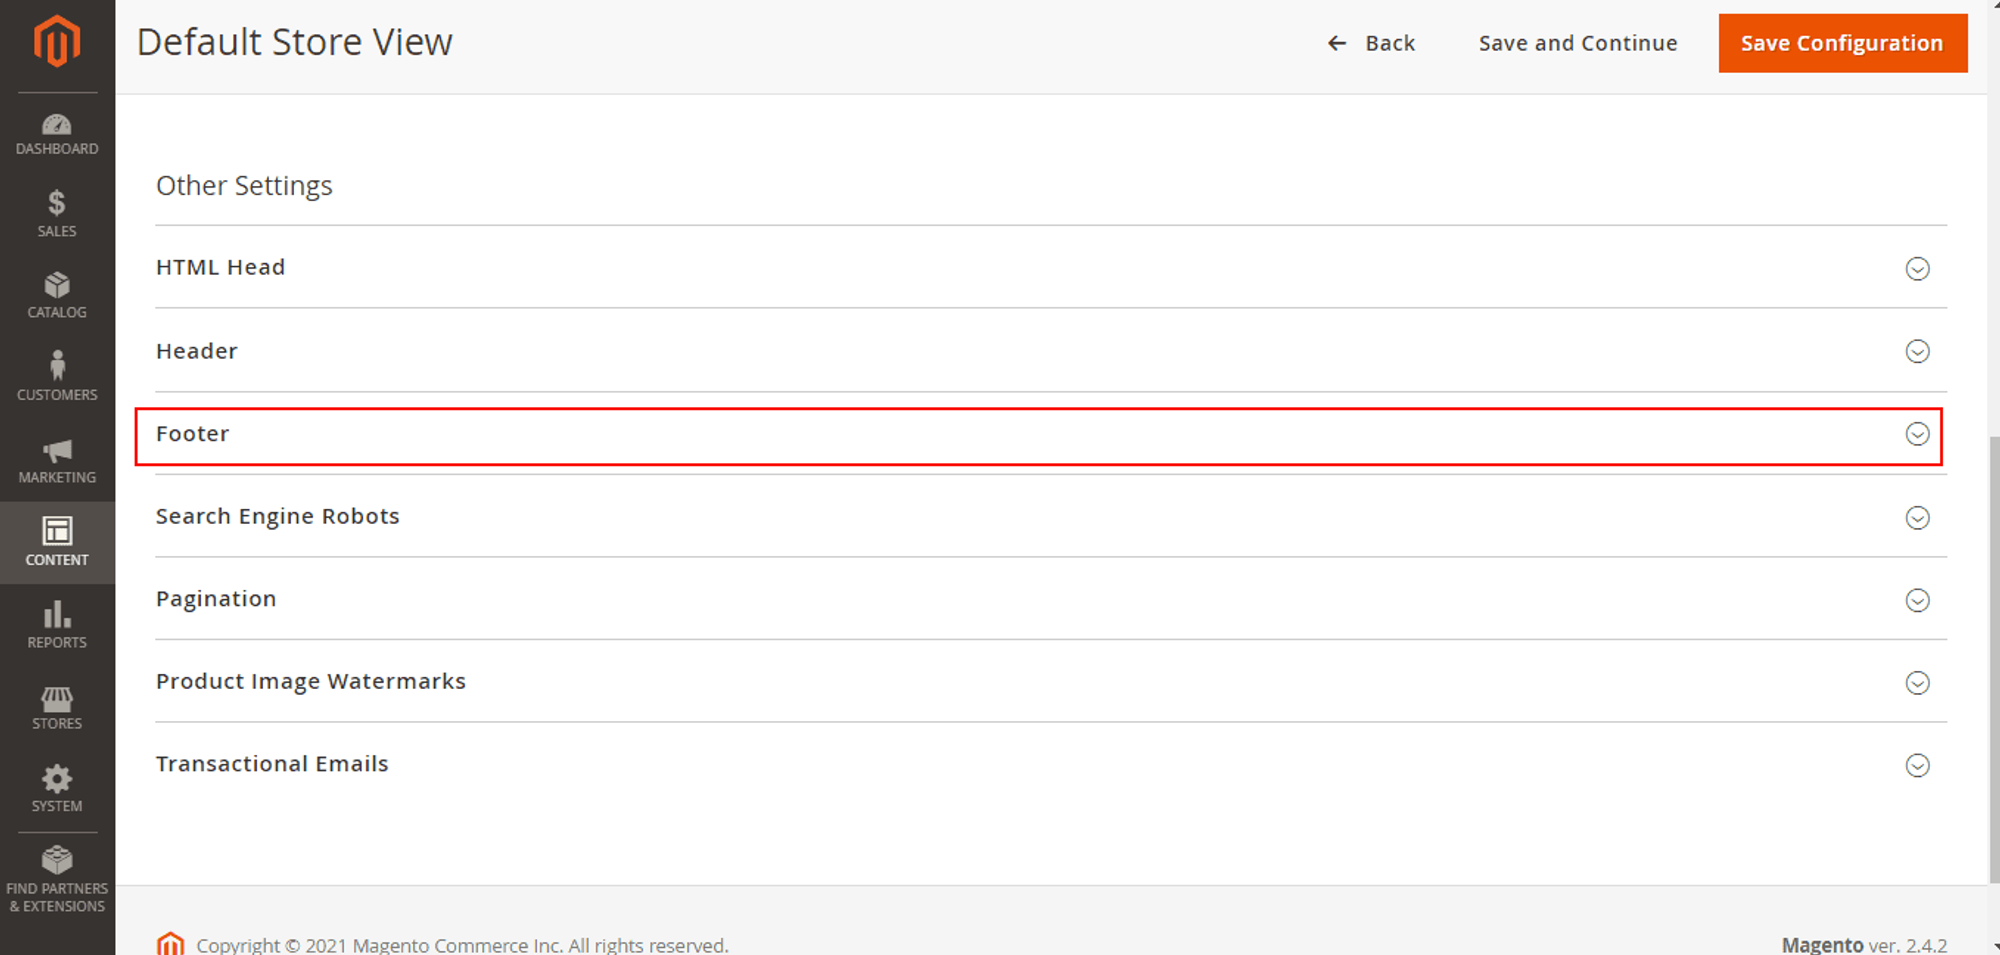 Default Store View
Back
Save and Continue
Save Configuration
DASHBOARD
SALES
CATALOG
CUSTOMERS
MARKETING
CONTENT
REPORTS
STORES
SYSTEM
FIND PARTNERS
& EXTENSIONS
Other Settings
HTML Head
Header
Footer
Search Engine Robots
Pagination
Product Image Watermarks
Transactional Emails
Copyright © 2021 Magento Commerce Inc. All rights reserved.
Magento ver. 2.4.2